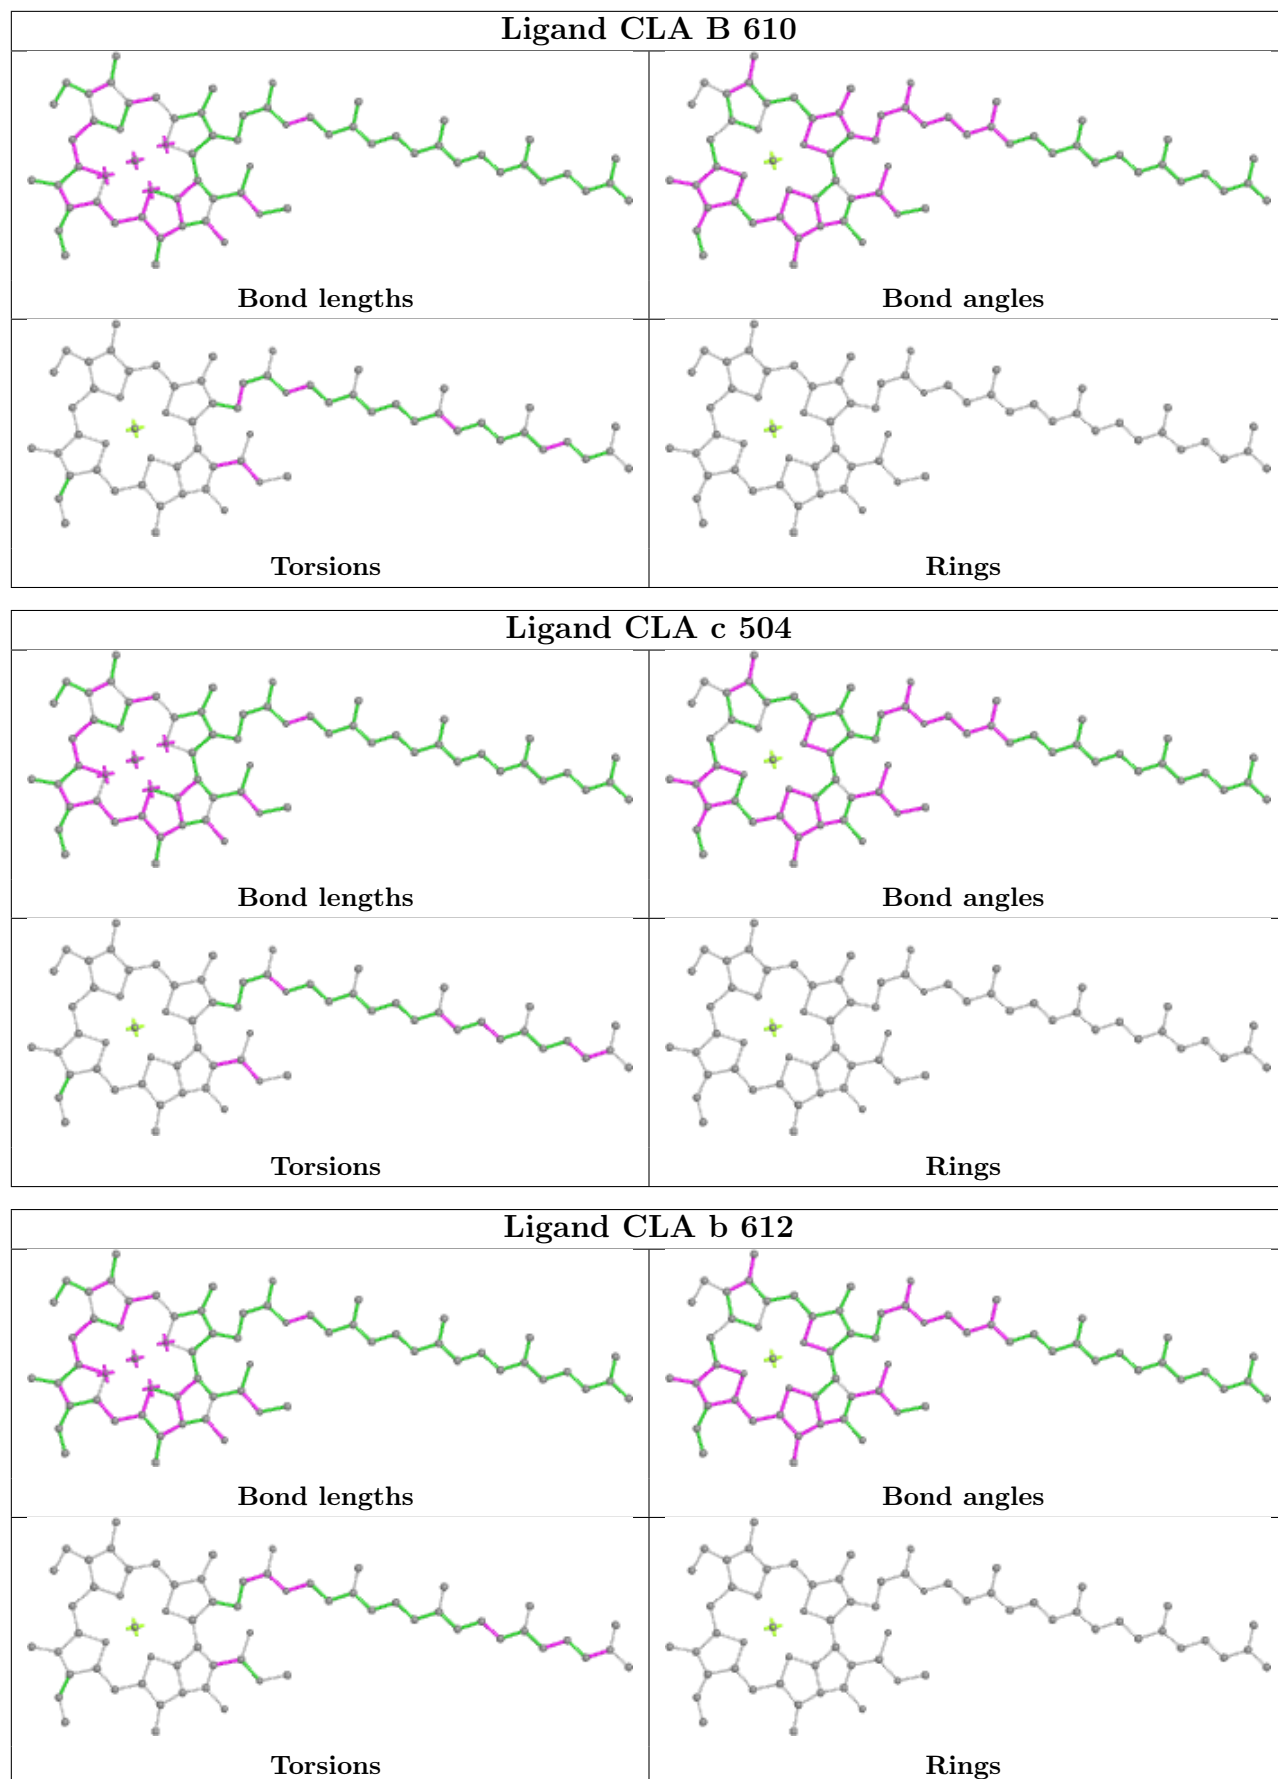 Ligand CLA B 610
Bond lengths
Bond angles
Torsions
Rings
Ligand CLA c 504
Bond lengths
Bond angles
Torsions
Rings
Ligand CLA b 612
Bond lengths
Bond angles
Torsions
Rings